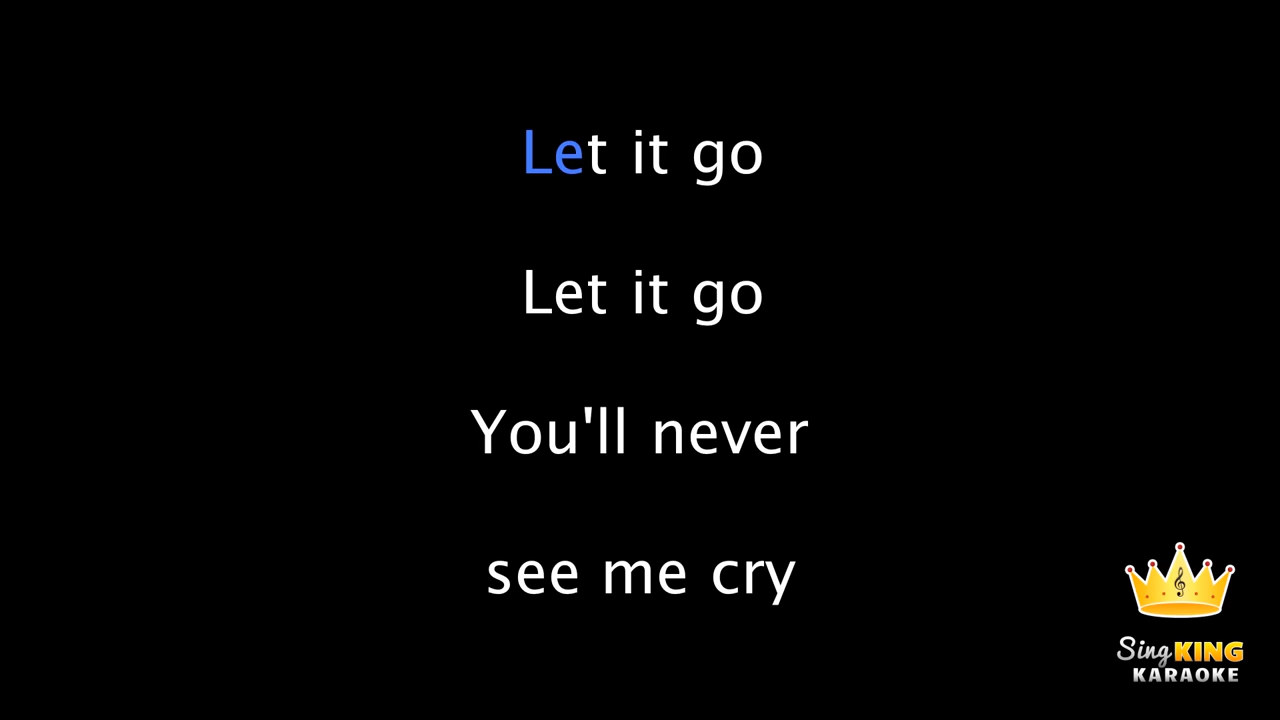 Let it go
Let it go
You'll never
see me cry
Sing KING
KARAOKE